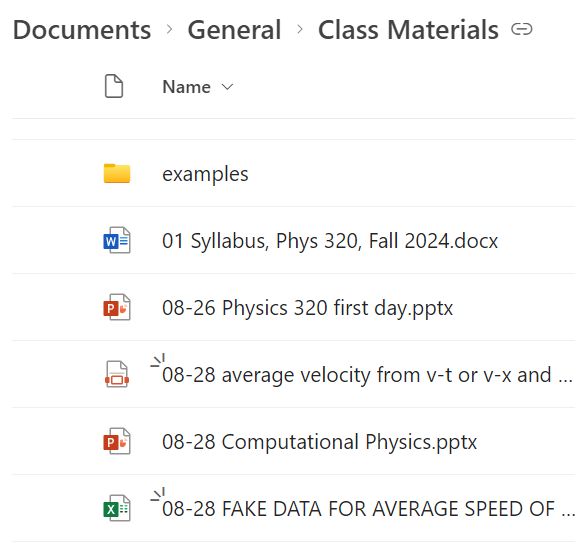 Documents > General > Class Materials
Name
examples
01 Syllabus, Phys 320, Fall 2024.docx
08-26 Physics 320 first day.pptx
08-28 average velocity from v-t or v-x and ...
08-28 Computational Physics.pptx
08-28 FAKE DATA FOR AVERAGE SPEED OF ...